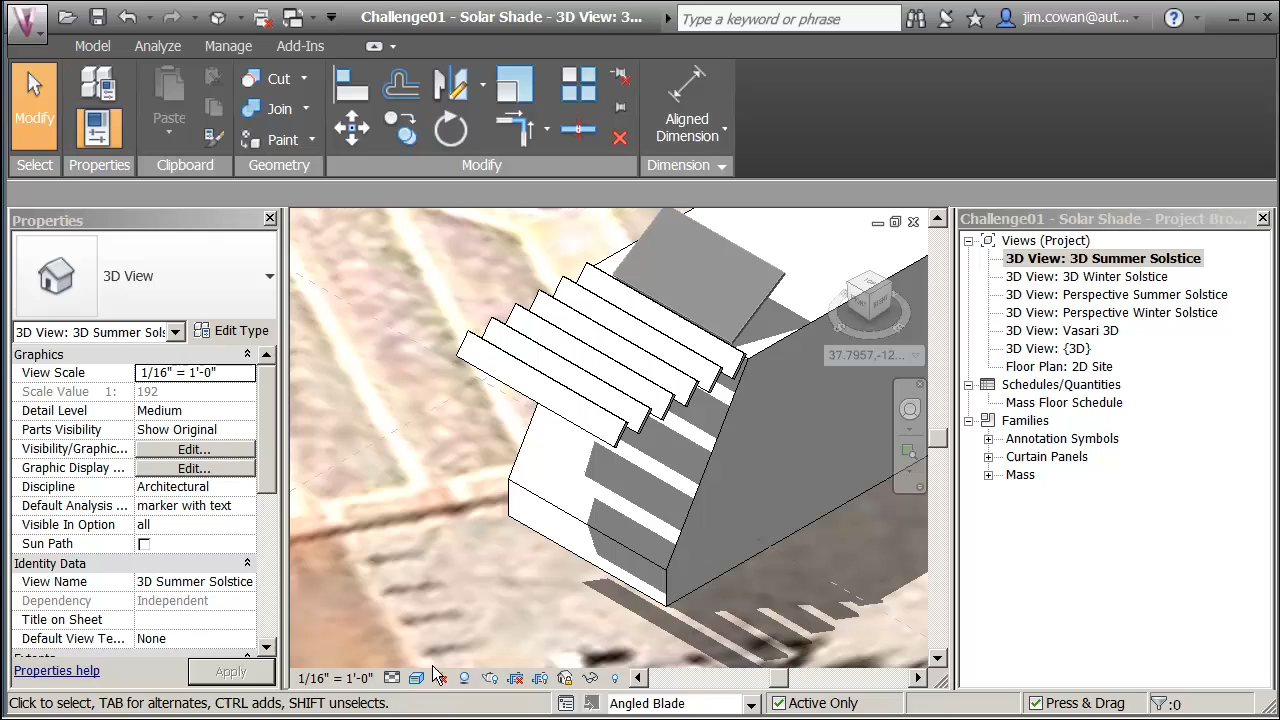 Challenge01 - Solar Shade - 3D View: 3...
Type a keyword or phrase
jim.cowan@aut...
Model Analyze Manage Add-Ins
Modify
Paste
Cut
Join
Paint
Aligned
Dimension
Select Properties Clipboard Geometry Modify Dimension
Properties
3D View
3D View: 3D Summer Sols
Edit Type
Graphics
View Scale 1/16" = 1'-0"
Scale Value 1: 192
Detail Level Medium
Parts Visibility Show Original
Visibility/Graphic... Edit...
Graphic Display ... Edit...
Discipline Architectural
Default Analysis ... marker with text
Visible In Option all
Sun Path
Identity Data
View Name 3D Summer Solstice
Dependency Independent
Title on Sheet
Default View Te... None
Properties help
Apply
37.7957,-12...
1/16" = 1'-0"
Challenge01 - Solar Shade - Project Bro...
Views (Project)
3D View: 3D Summer Solstice
3D View: 3D Winter Solstice
3D View: Perspective Summer Solstice
3D View: Perspective Winter Solstice
3D View: Vasari 3D
3D View: {3D}
Floor Plan: 2D Site
Schedules/Quantities
Mass Floor Schedule
Families
Annotation Symbols
Curtain Panels
Mass
Click to select, TAB for alternates, CTRL adds, SHIFT unselects.
Angled Blade
Active Only
Press & Drag
:0